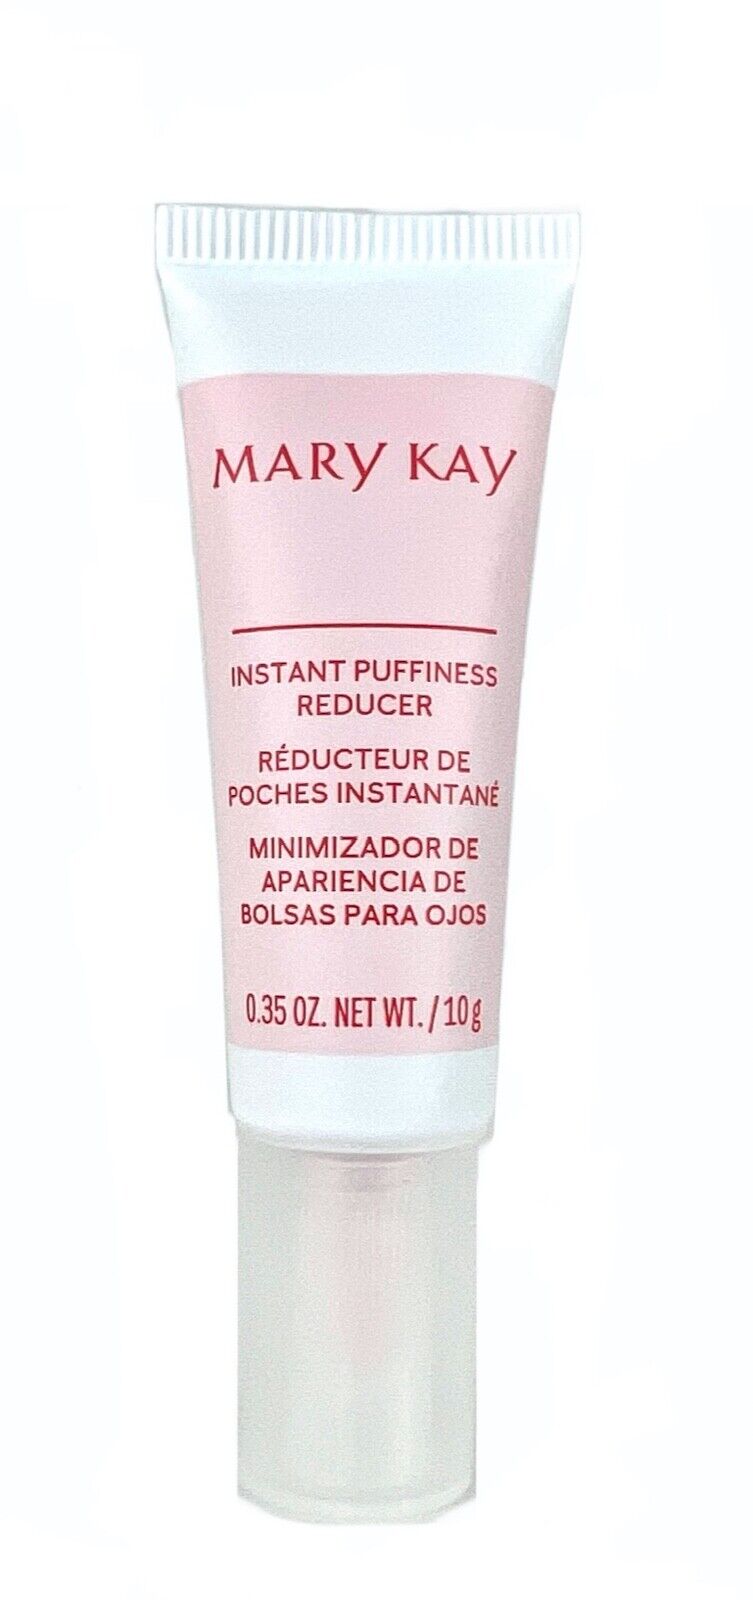 MARY KAY
INSTANT PUFFINESS
REDUCER
RÉDUCTEUR DE
POCHES INSTANTANÉ
MINIMIZADOR DE
APARIENCIA DE
BOLSAS PARA OJOS
0.35 OZ. NET WT. / 10 g